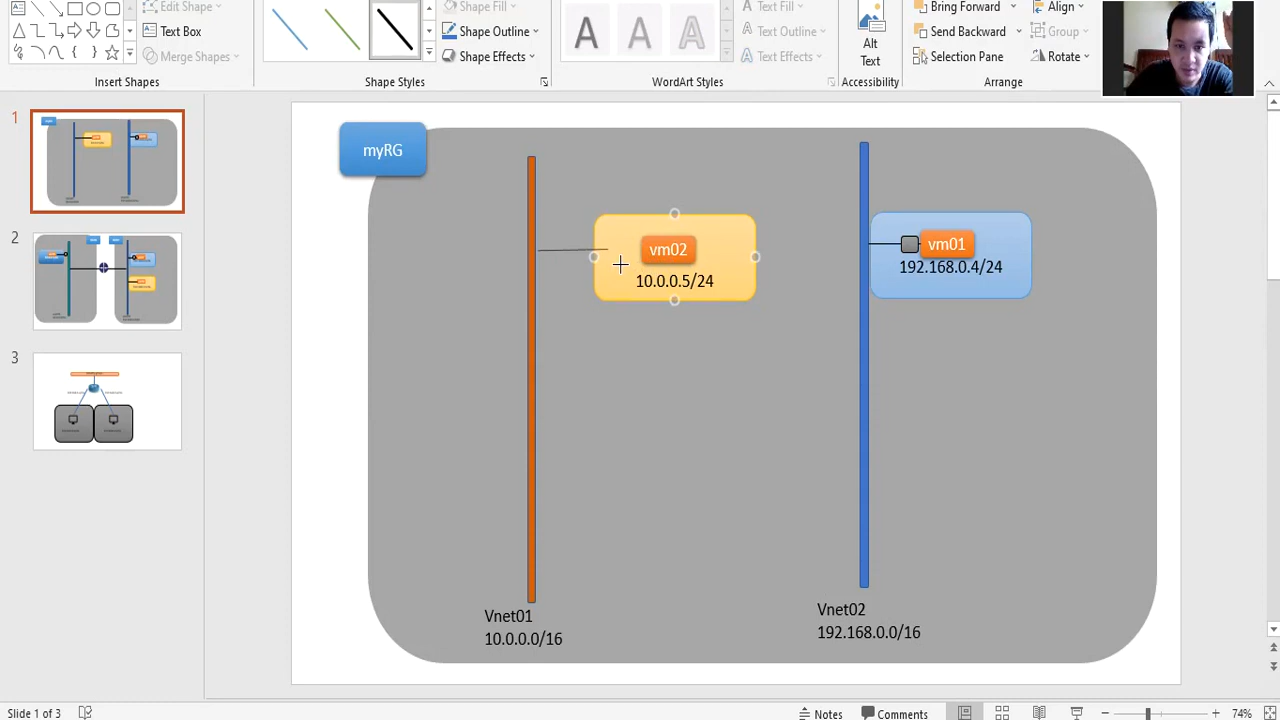 Edit Shape
Shape Fill
Text Fill
Bring Forward
Align
Text Box
Shape Outline
Text Outline
Send Backward
Group
Merge Shapes
Shape Effects
Text Effects
Alt
Text
Selection Pane
Rotate
A A A
Insert Shapes
Shape Styles
WordArt Styles
Accessibility
Arrange
1
2
3
myRG
vm02
10.0.0.5/24
vm01
192.168.0.4/24
Vnet01
10.0.0.0/16
Vnet02
192.168.0.0/16
Slide 1 of 3
Notes
Comments
74%